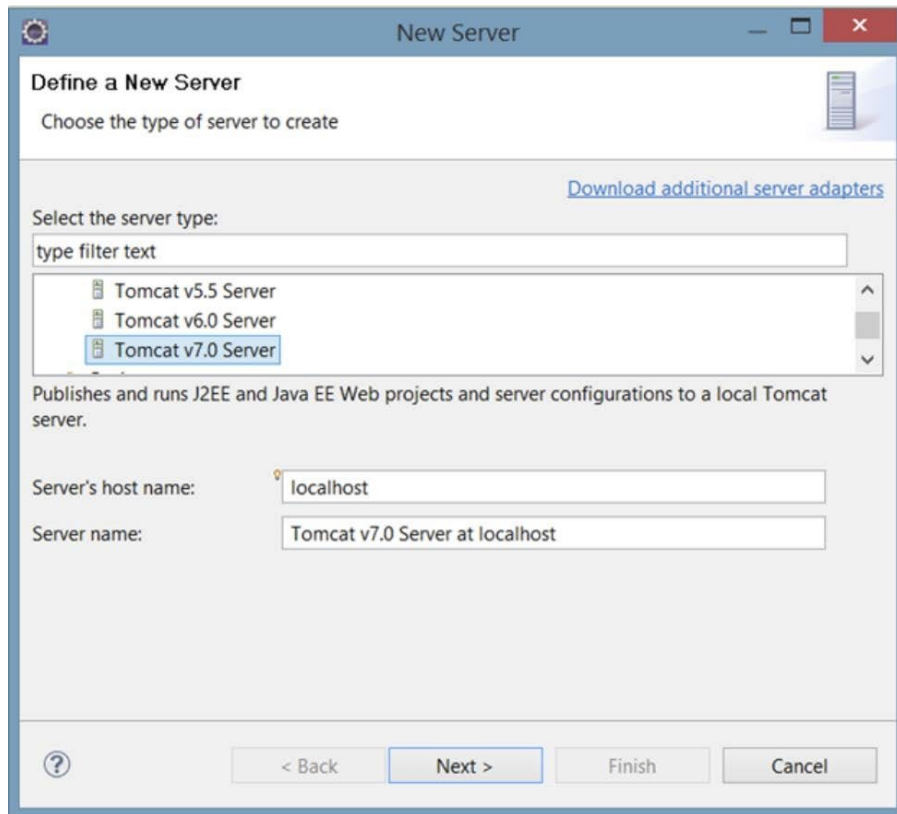 New Server
Define a New Server
Choose the type of server to create
Download additional server adapters
Select the server type:
type filter text
Tomcat v5.5 Server
Tomcat v6.0 Server
Tomcat v7.0 Server
Publishes and runs J2EE and Java EE Web projects and server configurations to a local Tomcat
server.
Server's host name:
localhost
Server name:
Tomcat v7.0 Server at localhost
?
< Back
Next >
Finish
Cancel